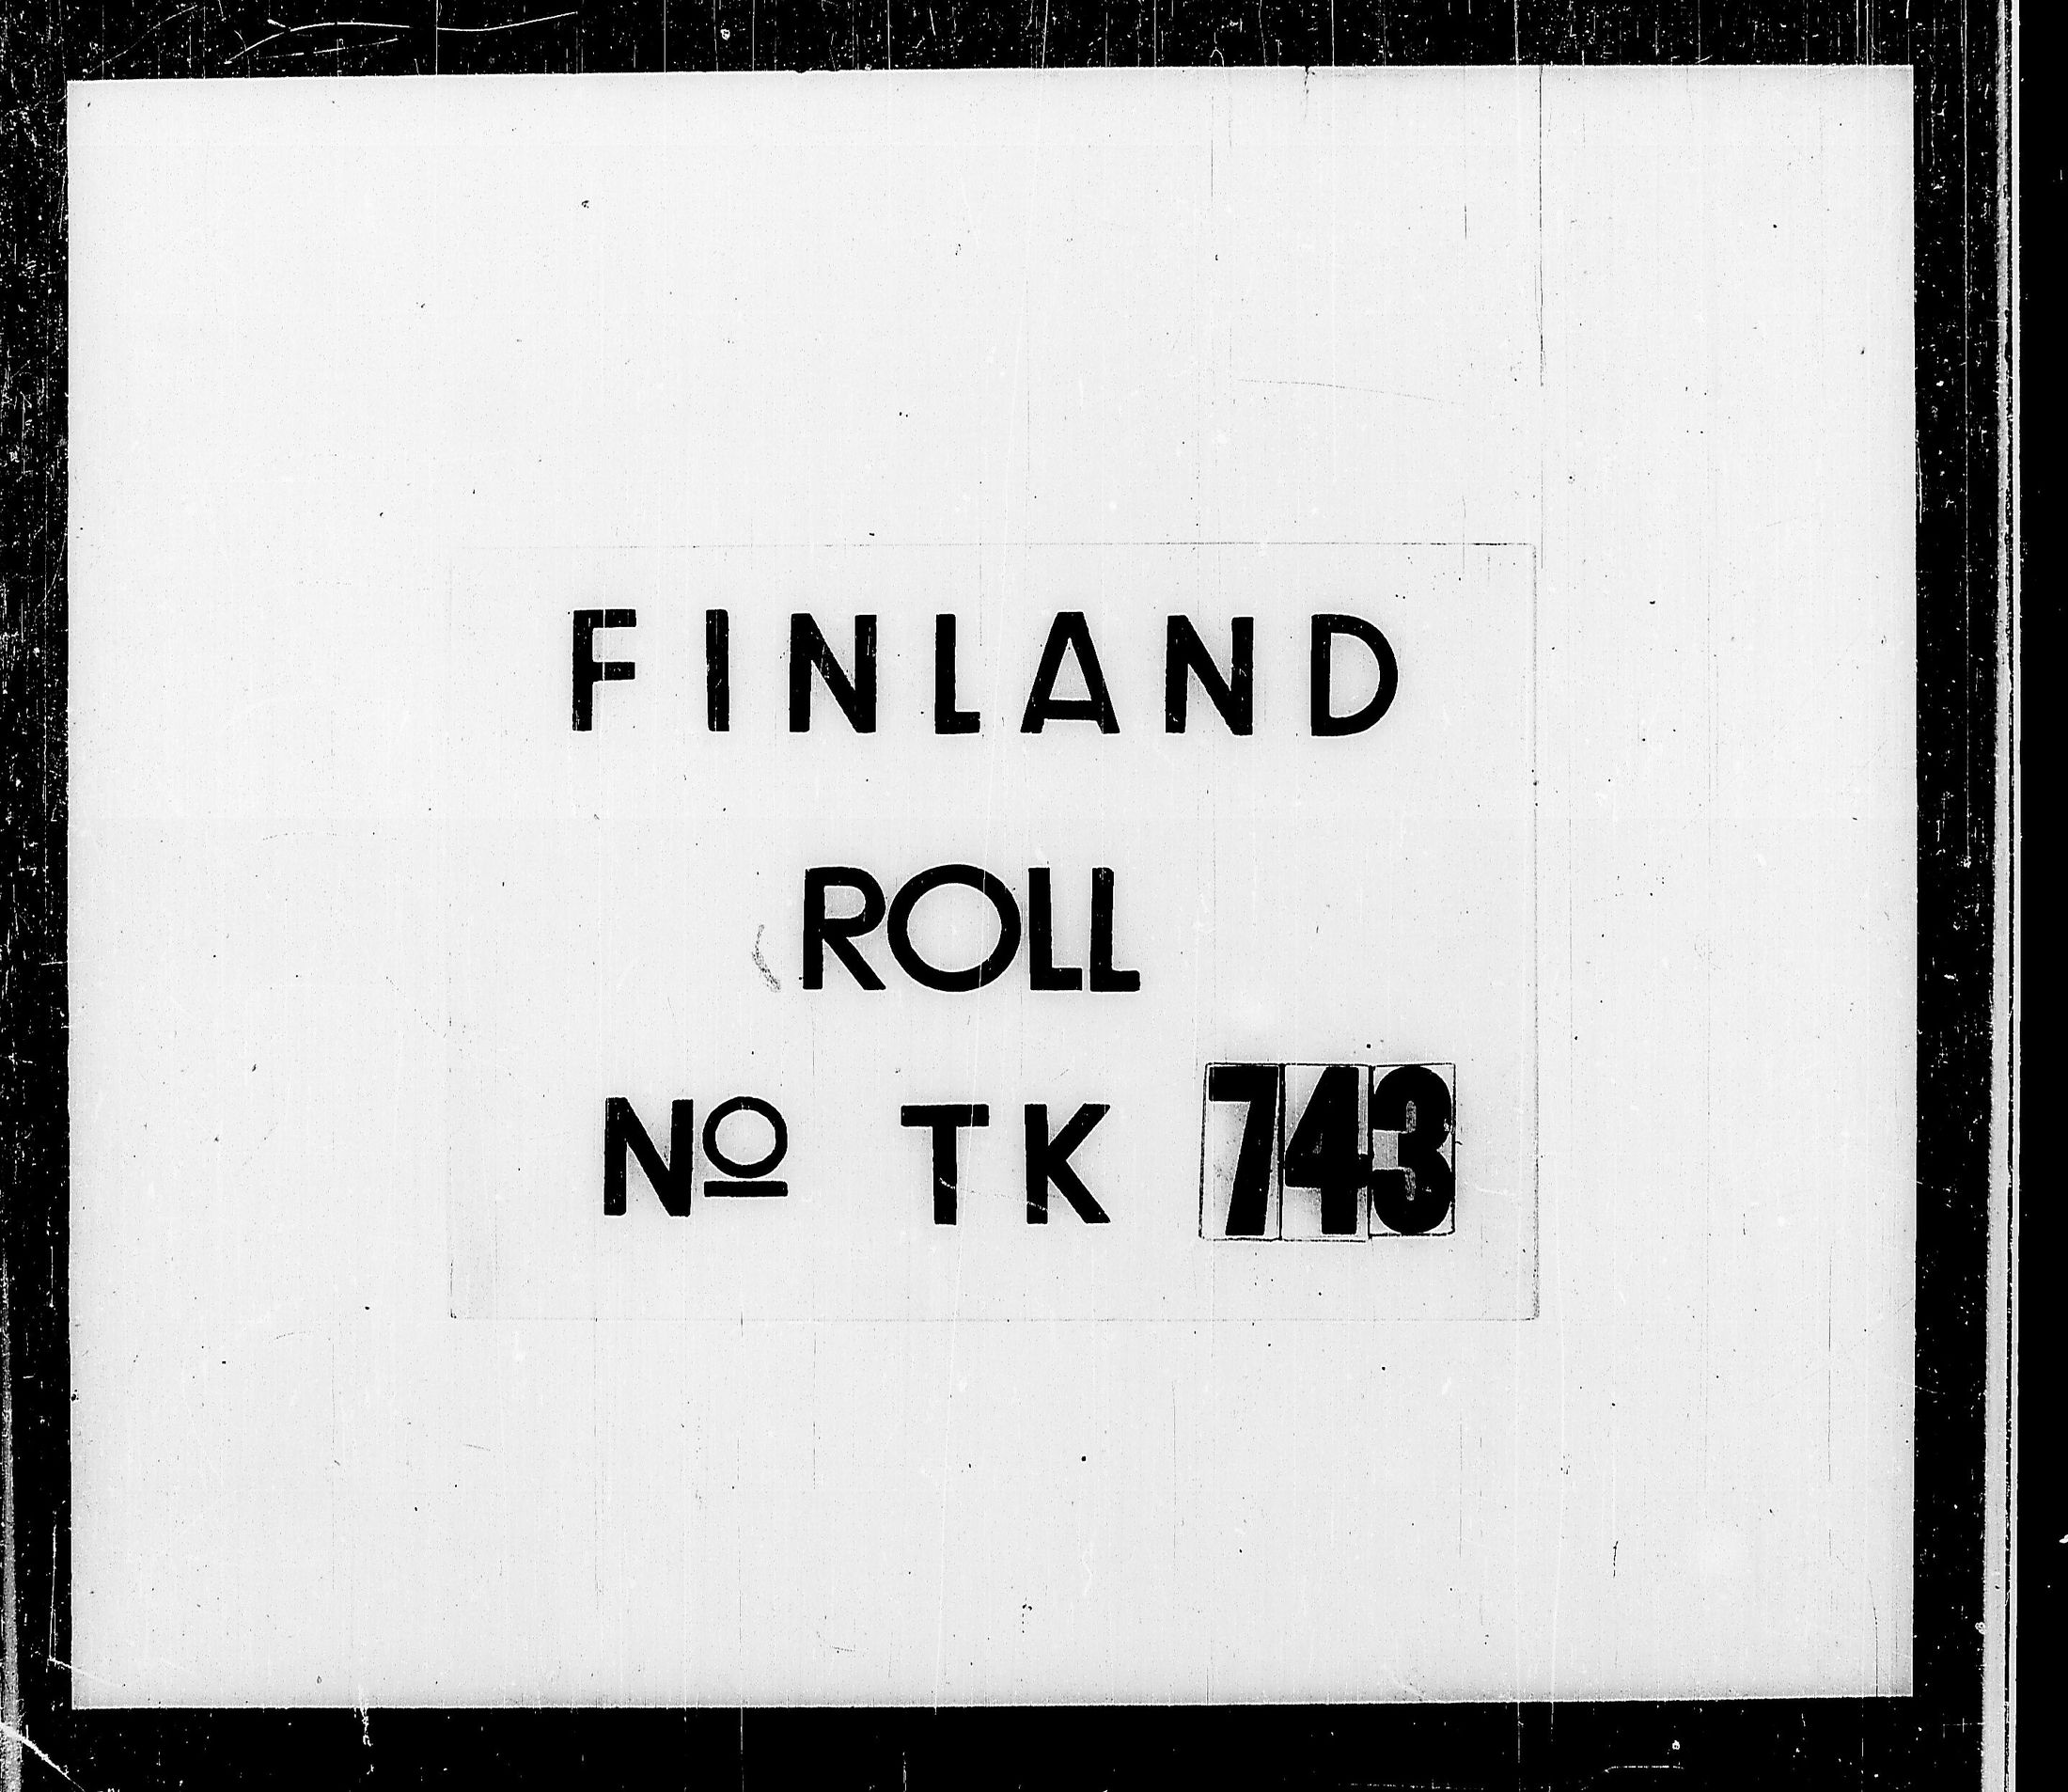 FINLAND
ROLL
Nº TK 743